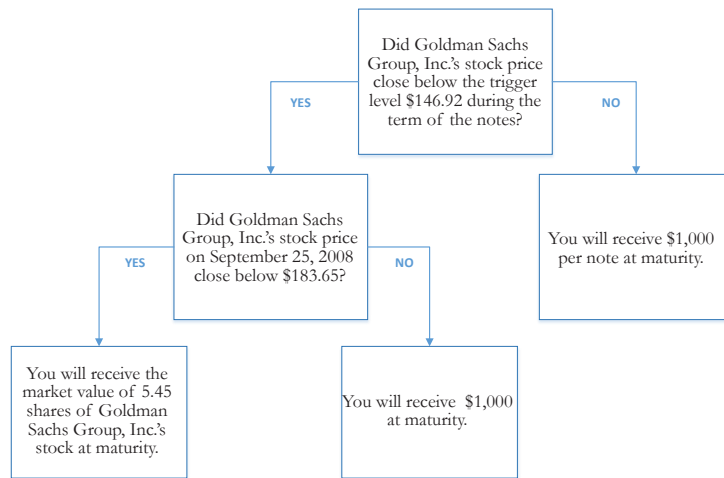 Did Goldman Sachs
Group, Inc.'s stock price
close below the trigger
level $146.92 during the
term of the notes?
YES
NO
Did Goldman Sachs
Group, Inc.'s stock price
on September 25, 2008
close below $183.65?
You will receive $1,000
per note at maturity.
YES
NO
You will receive the
market value of 5.45
shares of Goldman
Sachs Group, Inc.'s
stock at maturity.
You will receive $1,000
at maturity.